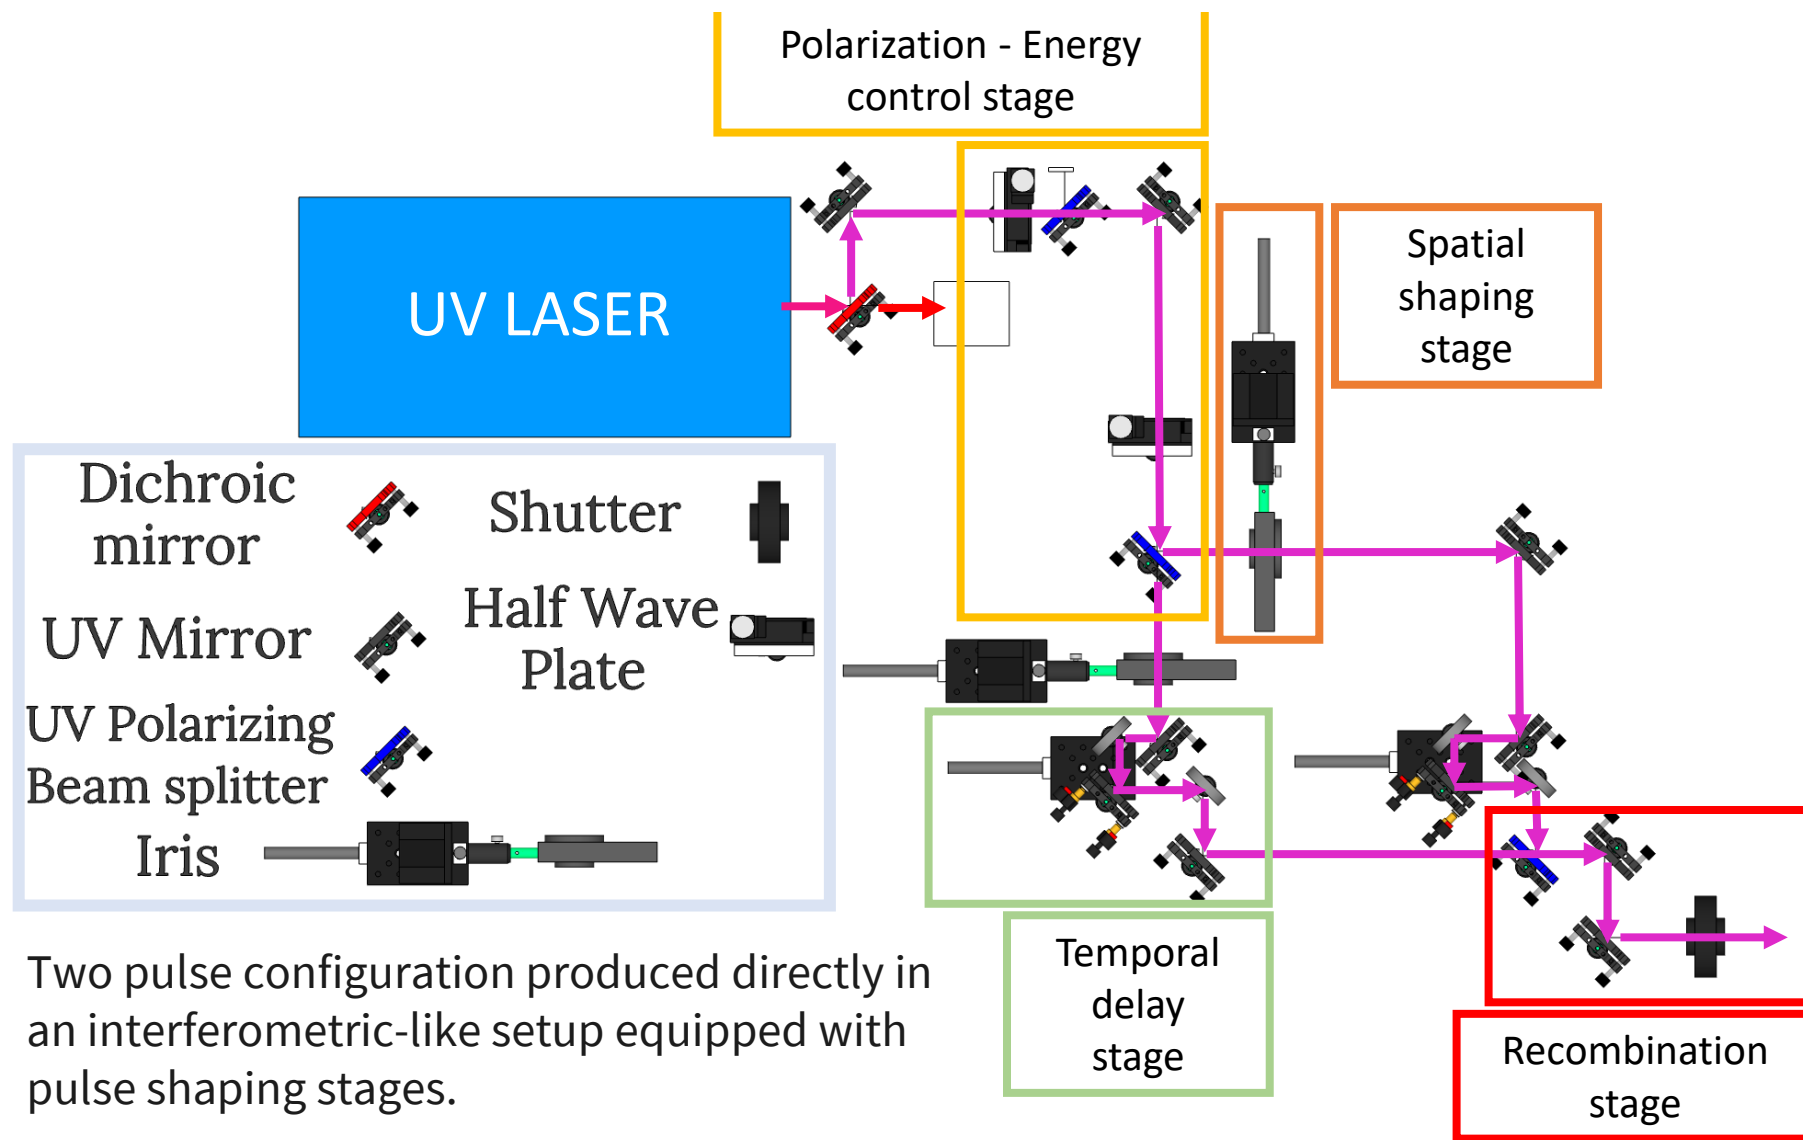 Polarization - Energy
control stage
UV LASER
Spatial
shaping
stage
Dichroic
mirror
Shutter
UV Mirror
Half Wave
Plate
UV Polarizing
Beam splitter
Iris
Temporal
delay
stage
Recombination
stage
Two pulse configuration produced directly in
an interferometric-like setup equipped with
pulse shaping stages.